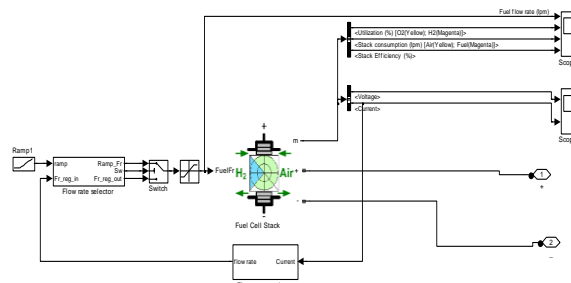 Fuel flow rate (lpm)
<Utilization (%) [O2(Yellow); H2(Magenta)]>
<Stack consumption (lpm) [Air(Yellow); Fuel(Magenta)]>
<Stack Efficiency (%)>
Scop
<Voltage>
<Current>
Scop
Ramp1
ramp
Fr_reg_in
Ramp_Fr
Sw
Fr_reg_out
Flow rate selector
Switch
FuelFr
H2
Air
+
-
m
+
-
Fuel Cell Stack
1
+
2
-
flow rate
Current